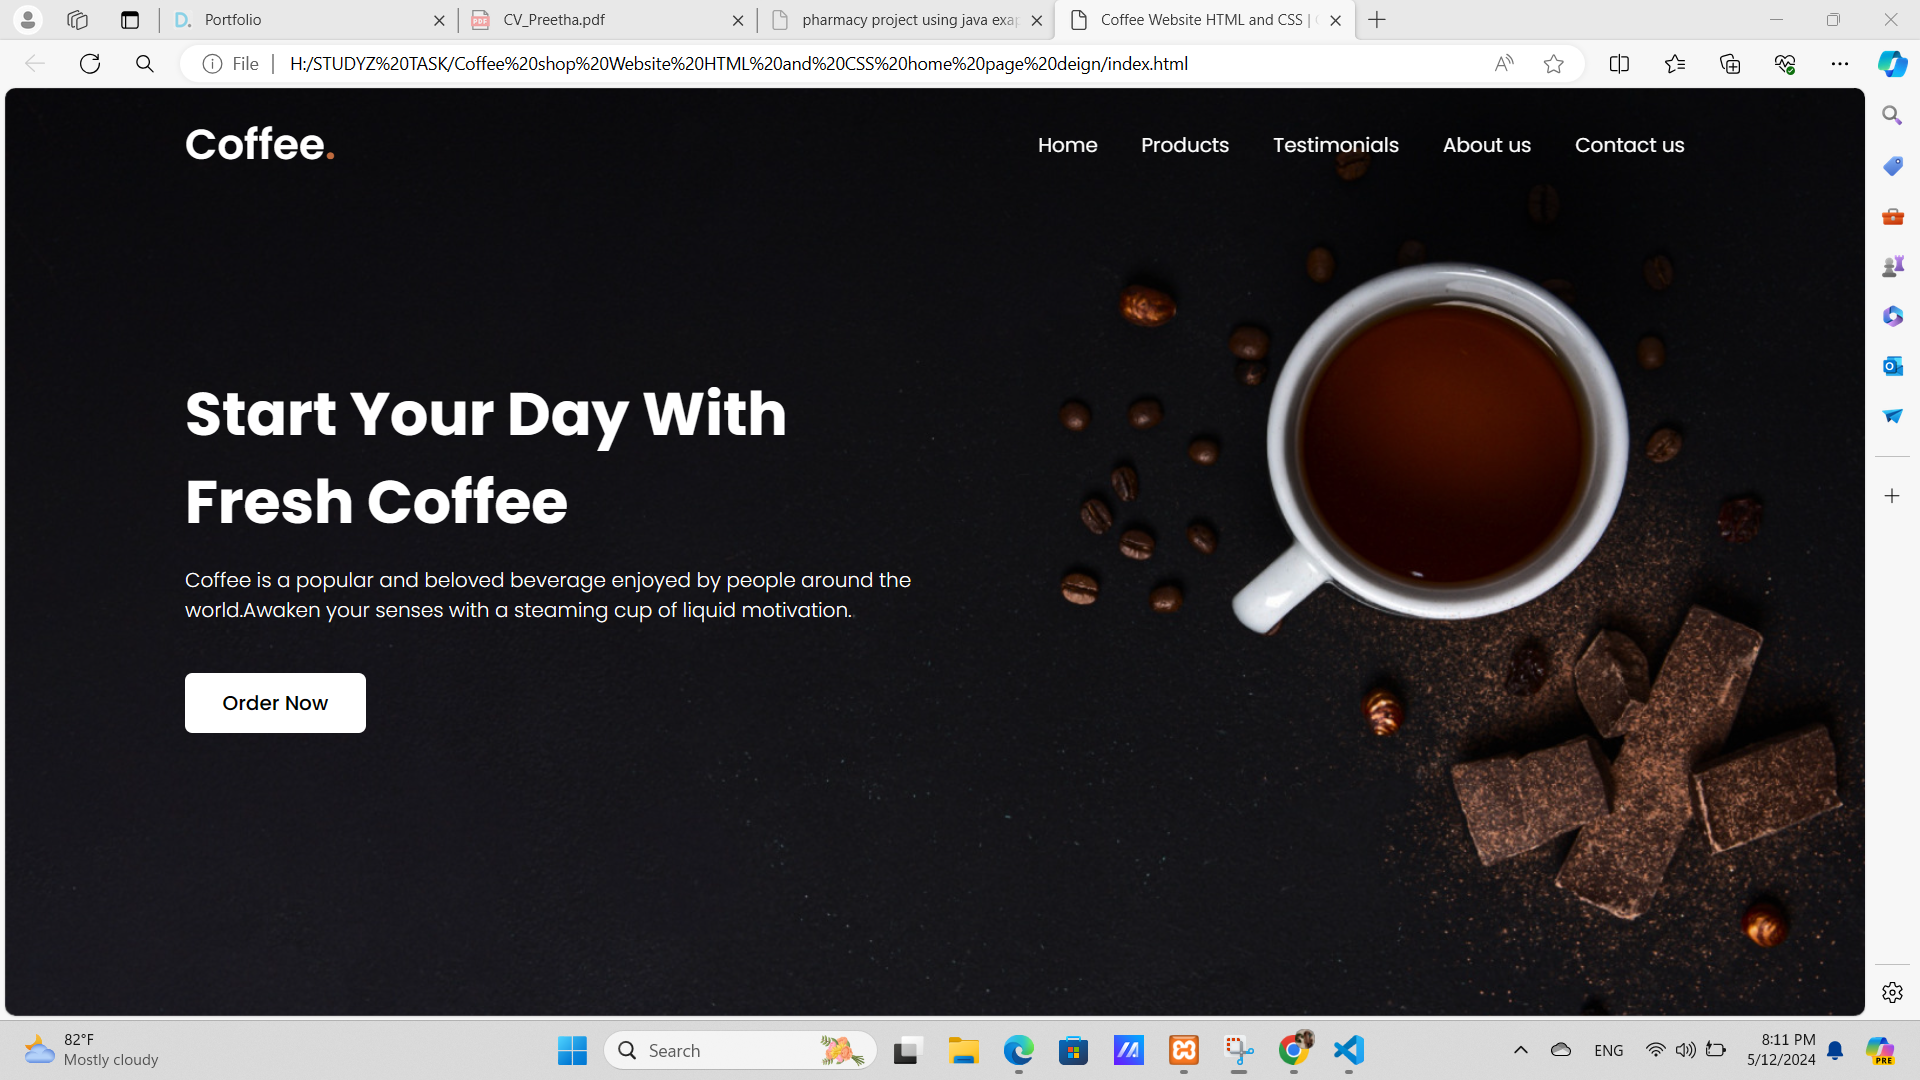 Portfolio
CV_Preetha.pdf
pharmacy project using java exap
Coffee Website HTML and CSS |
File
H:/STUDYZ%20TASK/Coffee%20shop%20Website%20HTML%20and%20CSS%20home%20page%20deign/index.html
Coffee.
Home
Products
Testimonials
About us
Contact us
Start Your Day With
Fresh Coffee
Coffee is a popular and beloved beverage enjoyed by people around the
world.Awaken your senses with a steaming cup of liquid motivation.
Order Now
82°F
Mostly cloudy
Search
ENG
8:11 PM
5/12/2024
PRE